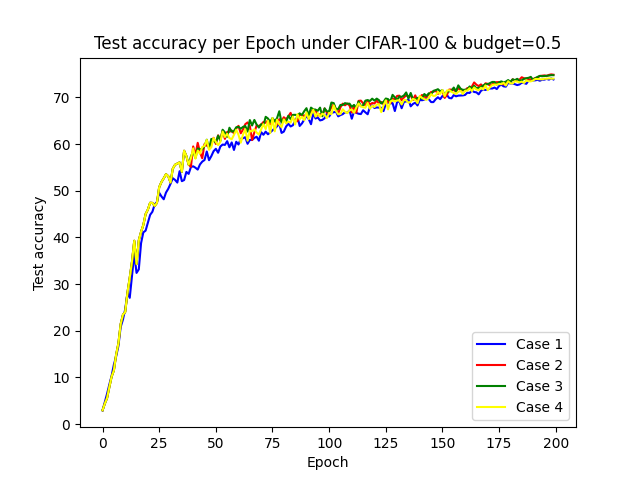 Test accuracy per Epoch under CIFAR-100 & budget=0.5
Test accuracy
70
60
50
40
30
20
10
0
0 25 50 75 100 125 150 175 200
Epoch
Case 1
Case 2
Case 3
Case 4